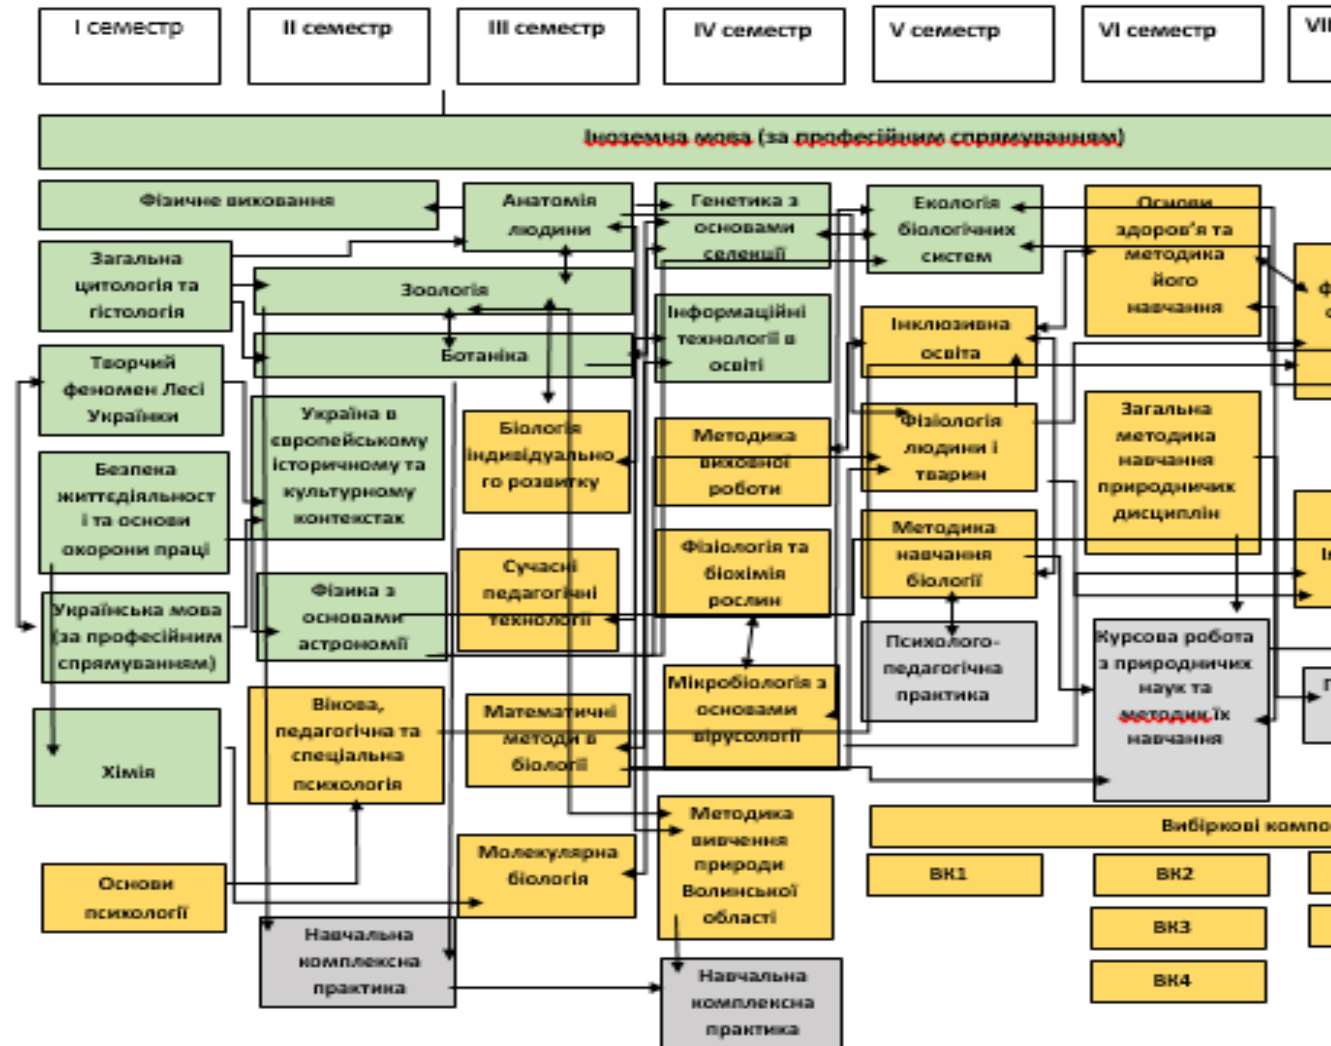 І семестр
ІІ семестр
ІІІ семестр
IV семестр
V семестр
VI семестр
VII
Іноземна мова (за професійним спрямуванням)
Фізичне виховання
Загальна
цитологія та
гістологія
Творчий
феномен Лесі
Українки
Безпека
життєдіяльност
і та основи
охорони праці
Українська мова
(за професійним
спрямуванням)
Хімія
Основи
психології
Зоологія
Ботаніка
Україна в
європейському
історичному та
культурному
контекстах
Фізика з
основами
астрономії
Вікова,
педагогічна та
спеціальна
психологія
Навчальна
комплексна
практика
Анатомія
людини
Біологія
індивідуально
го розвитку
Сучасні
педагогічні
технології
Математичні
методи в
біології
Молекулярна
біологія
Генетика з
основами
селекції
Інформаційні
технології в
освіті
Методика
виховної
роботи
Фізіологія та
біохімія
рослин
Мікробіологія з
основами
вірусології
Методика
вивчення
природи
Волинської
області
Навчальна
комплексна
практика
Екологія
біологічних
систем
Інклюзивна
освіта
Фізіологія
людини і
тварин
Методика
навчання
біології
Психолого-
педагогічна
практика
Основи
здоров'я та
методика
його
навчання
Загальна
методика
навчання
природничих
дисциплін
Курсова робота
з природничих
наук та
методик їх
навчання
Вибіркові компо
ВК1
ВК2
ВК3
ВК4